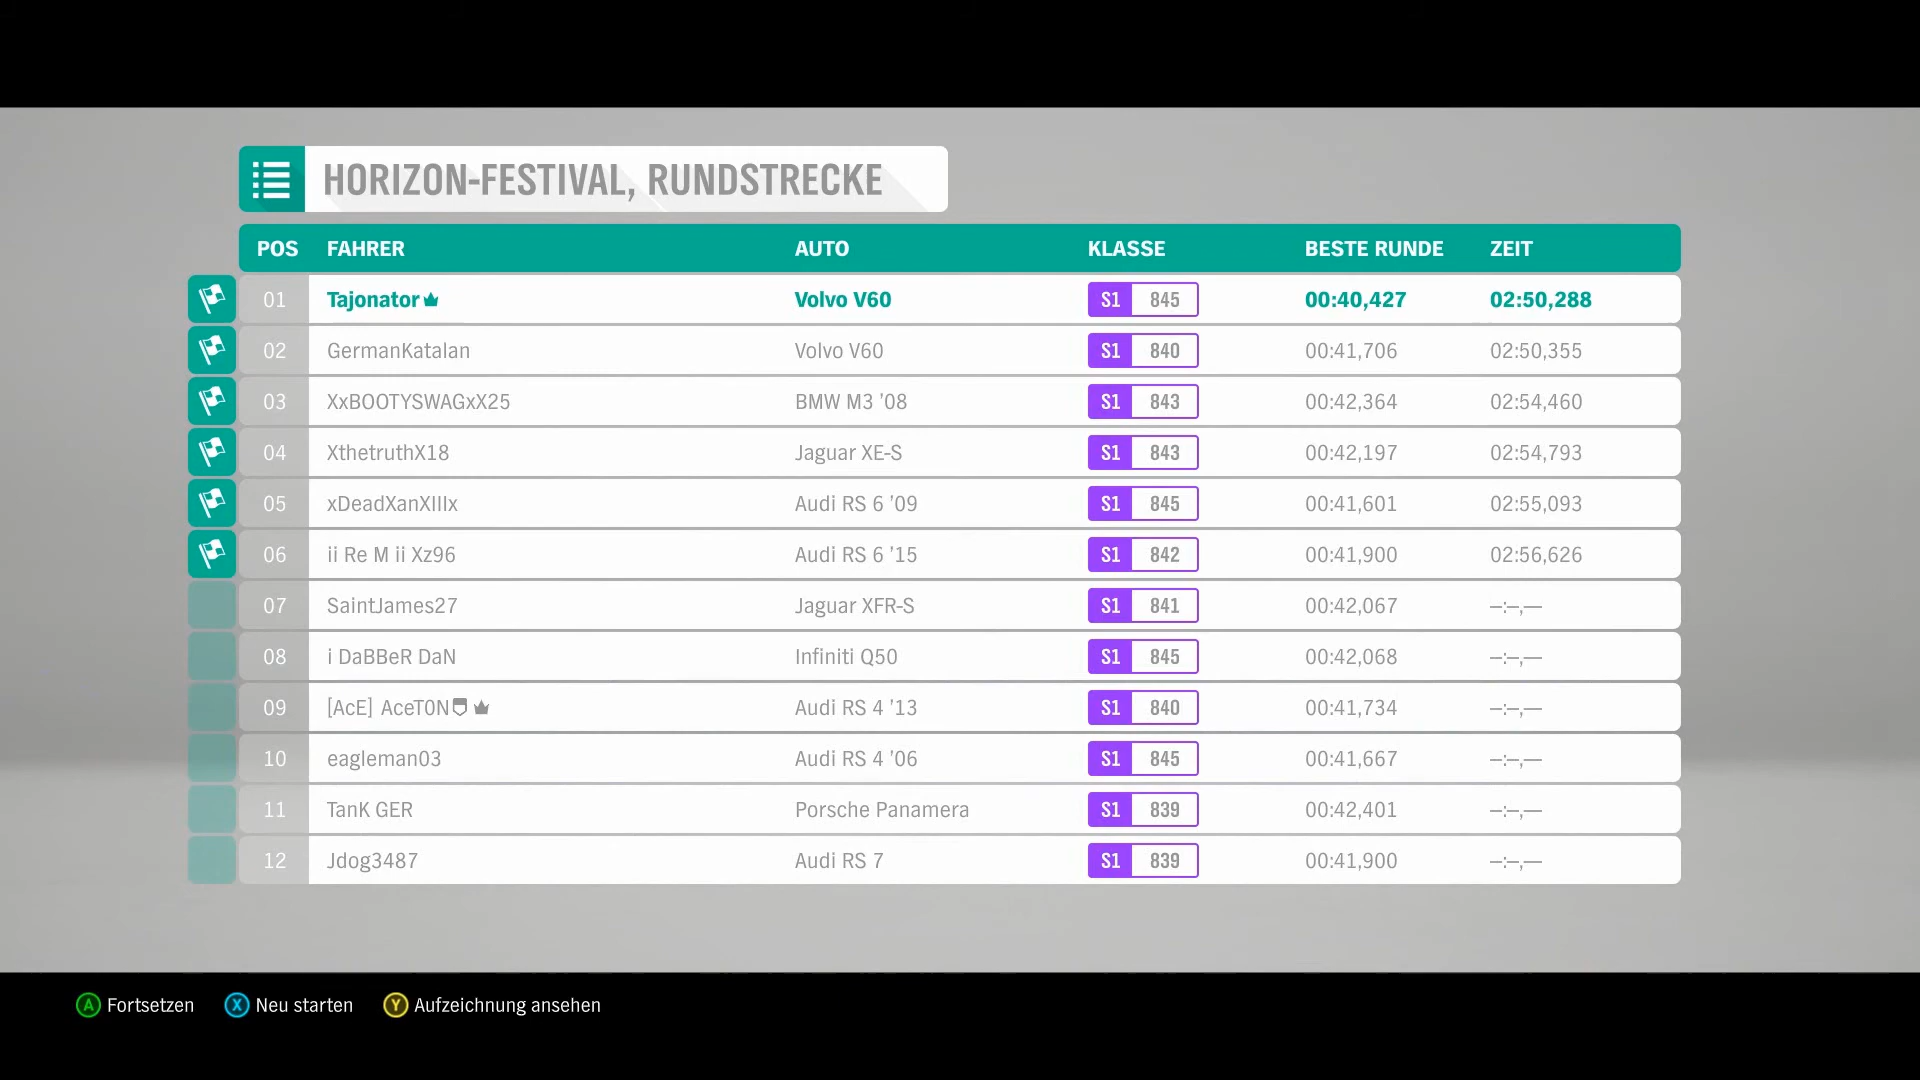 HORIZON-FESTIVAL, RUNDSTRECKE
POS FAHRER AUTO KLASSE BESTE RUNDE ZEIT
01 Tajonator Volvo V60 S1 845 00:40,427 02:50,288
02 GermanKatalan Volvo V60 S1 840 00:41,706 02:50,355
03 XxBOOTYSWAGxX25 BMW M3 '08 S1 843 00:42,364 02:54,460
04 XthetruthX18 Jaguar XE-S S1 843 00:42,197 02:54,793
05 xDeadXanXIIIx Audi RS 6 '09 S1 845 00:41,601 02:55,093
06 ii Re M ii Xz96 Audi RS 6 '15 S1 842 00:41,900 02:56,626
07 SaintJames27 Jaguar XFR-S S1 841 00:42,067 –:–,—
08 i DaBBeR DaN Infiniti Q50 S1 845 00:42,068 –:–,—
09 [AcE] AceT0N Audi RS 4 '13 S1 840 00:41,734 –:–,—
10 eagleman03 Audi RS 4 '06 S1 845 00:41,667 –:–,—
11 TanK GER Porsche Panamera S1 839 00:42,401 –:–,—
12 Jdog3487 Audi RS 7 S1 839 00:41,900 –:–,—
A Fortsetzen X Neu starten Y Aufzeichnung ansehen